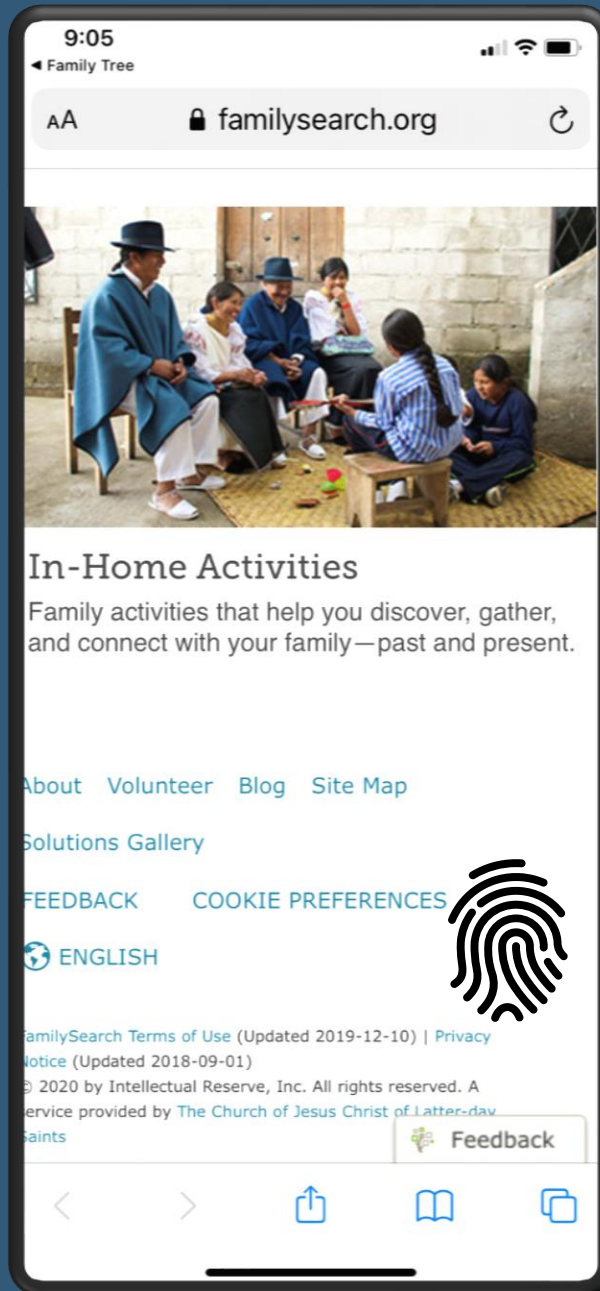 9:05
◀ Family Tree
AA familysearch.org
In-Home Activities
Family activities that help you discover, gather,
and connect with your family—past and present.
About Volunteer Blog Site Map
Solutions Gallery
FEEDBACK COOKIE PREFERENCES
ENGLISH
FamilySearch Terms of Use (Updated 2019-12-10) | Privacy
Notice (Updated 2018-09-01)
© 2020 by Intellectual Reserve, Inc. All rights reserved. A
service provided by The Church of Jesus Christ of Latter-day
Saints
Feedback